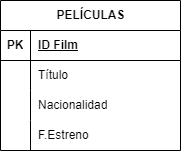 PELÍCULAS
PK ID Film
Título
Nacionalidad
F.Estreno